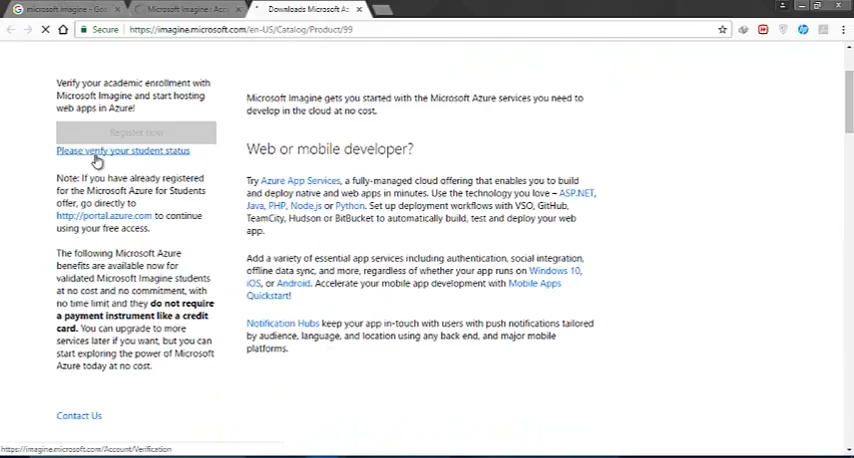 microsoft imagine - Go
Microsoft Imagine : Acc
Downloads Microsoft Az
Secure
https://imagine.microsoft.com/en-US/Catalog/Product/99
Verify your academic enrollment with
Microsoft Imagine and start hosting
web apps in Azure!
Register now
Please verify your student status
Note: If you have already registered
for the Microsoft Azure for Students
offer, go directly to
http://portal.azure.com to continue
using your free access.
The following Microsoft Azure
benefits are available now for
validated Microsoft Imagine students
at no cost and no commitment, with
no time limit and they do not require
a payment instrument like a credit
card. You can upgrade to more
services later if you want, but you can
start exploring the power of Microsoft
Azure today at no cost.
Contact Us
Microsoft Imagine gets you started with the Microsoft Azure services you need to
develop in the cloud at no cost.
Web or mobile developer?
Try Azure App Services, a fully-managed cloud offering that enables you to build
and deploy native and web apps in minutes. Use the technology you love – ASP.NET,
Java, PHP, Node.js or Python. Set up deployment workflows with VSO, GitHub,
TeamCity, Hudson or BitBucket to automatically build, test and deploy your web
app.
Add a variety of essential app services including authentication, social integration,
offline data sync, and more, regardless of whether your app runs on Windows 10,
iOS, or Android. Accelerate your mobile app development with Mobile Apps
Quickstart!
Notification Hubs keep your app in-touch with users with push notifications tailored
by audience, language, and location using any back end, and major mobile
platforms.
https://imagine.microsoft.com/Account/Verification